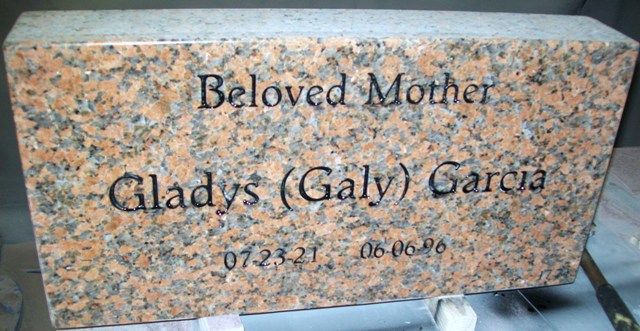 Beloved Mother
Gladys (Galy) Garcia
07-23-21 06-06-96